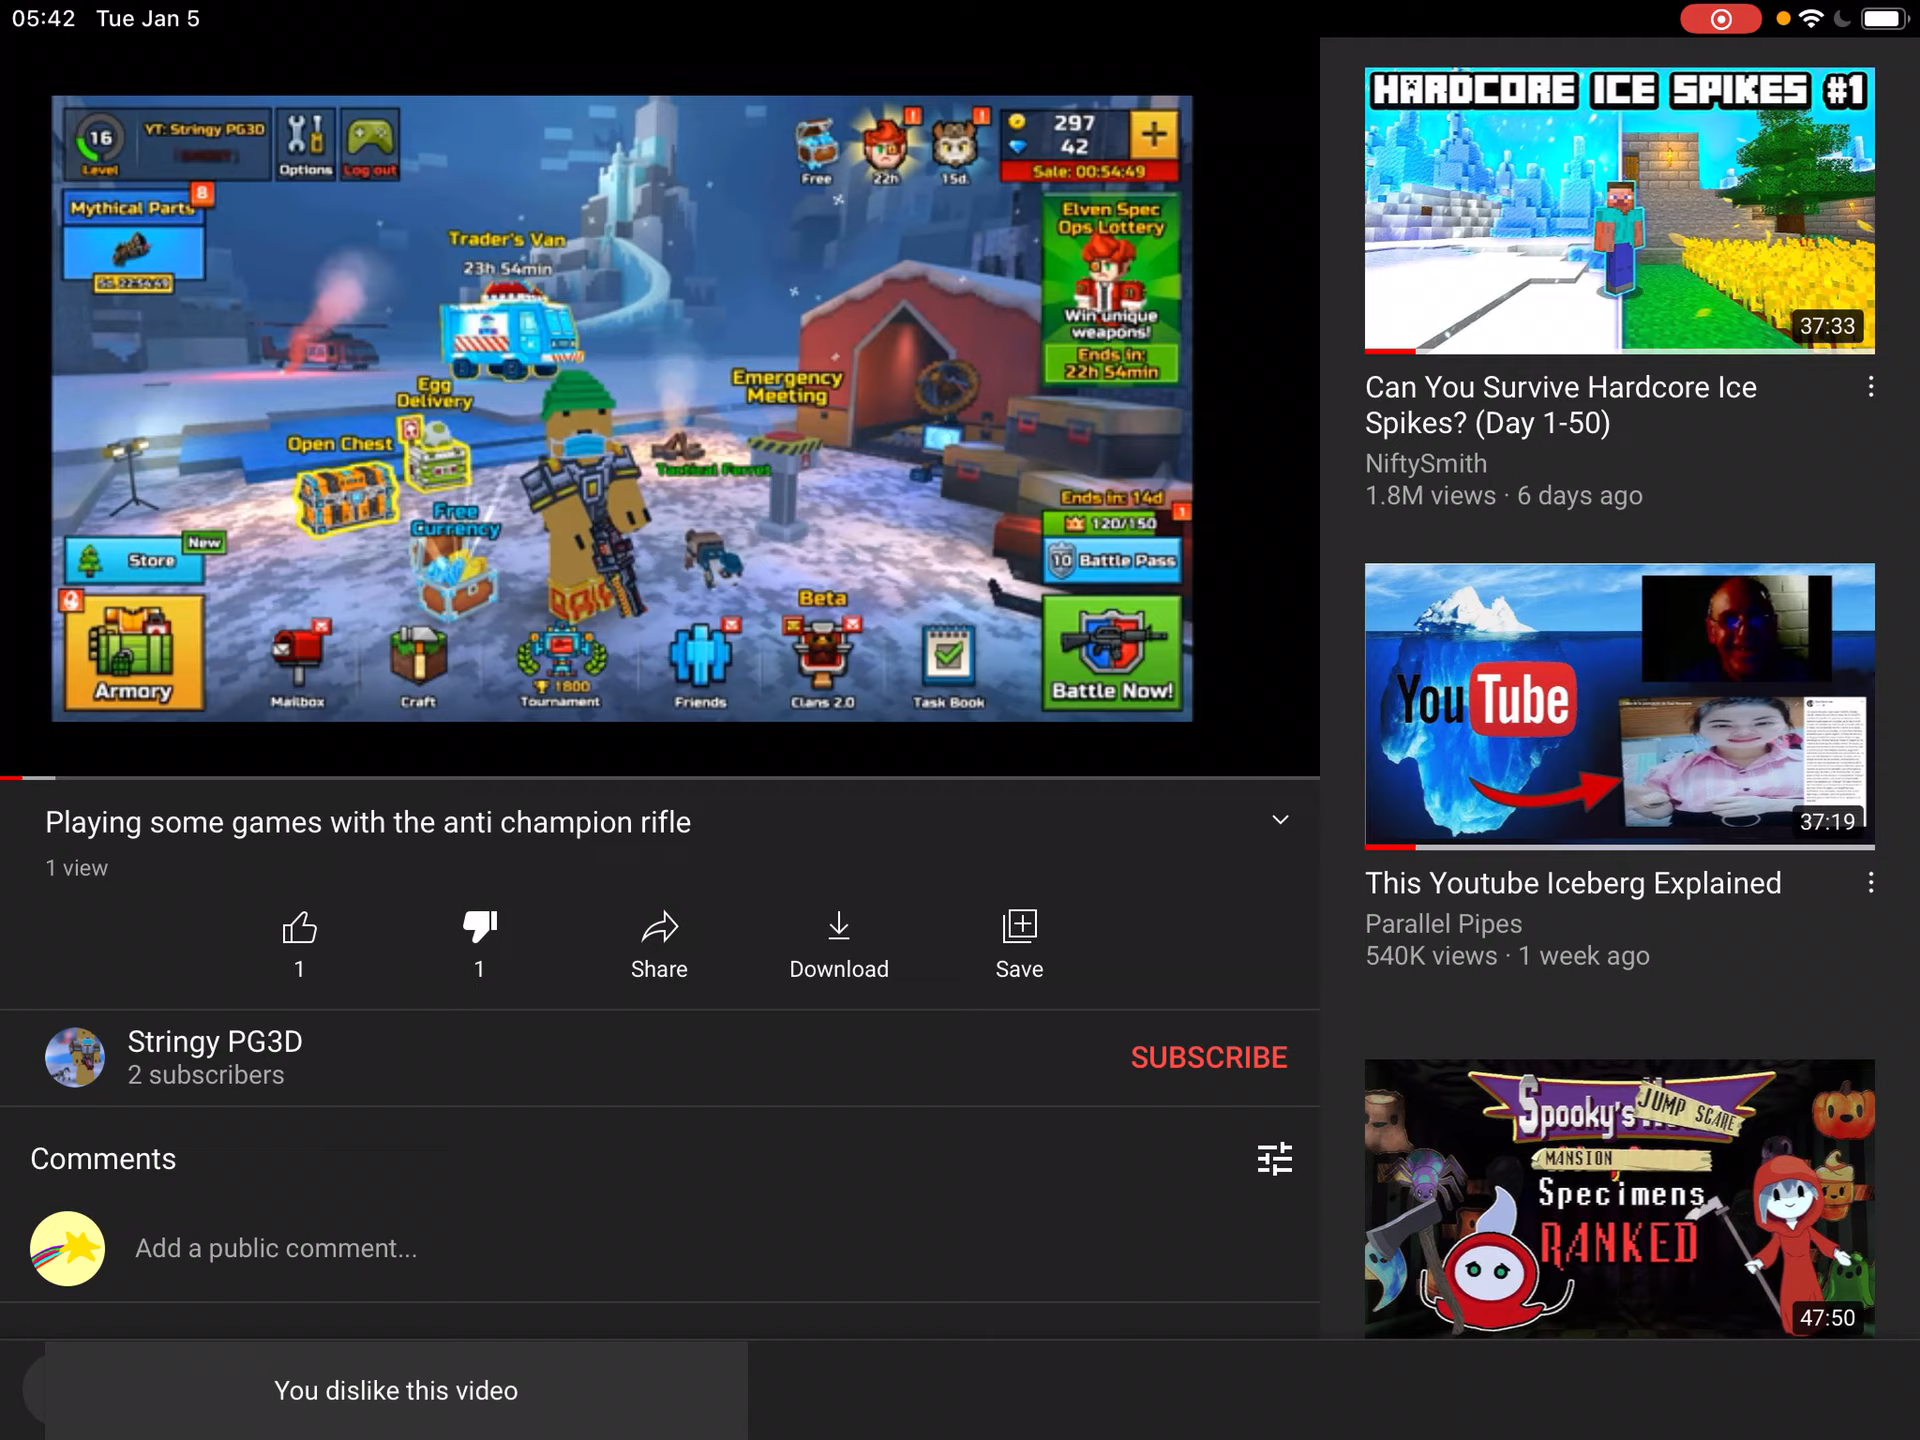 05:42 Tue Jan 5
16
Level
YT: Stringy PG3D
Options
Log out
Free
22h
15d
297
42
Sale: 00:54:49
8
Mythical Parts
5d. 22:54:49
Trader's Van
23h 54min
Elven Spec
Ops Lottery
Win unique
weapons!
Ends in:
22h 54min
Egg
Delivery
Emergency
Meeting
Open Chest
Tactical Ferret
Free
Currency
Ends in: 14d
120/150
1
10 Battle Pass
New
Store
Armory
Mailbox
Craft
1800
Tournament
Friends
Beta
Clans 2.0
Task Book
Battle Now!
Playing some games with the anti champion rifle
1 view
1
1
Share
Download
Save
Stringy PG3D
2 subscribers
SUBSCRIBE
Comments
Add a public comment...
You dislike this video
HARDCORE ICE SPIKES #1
37:33
Can You Survive Hardcore Ice
Spikes? (Day 1-50)
NiftySmith
1.8M views · 6 days ago
YouTube
37:19
This Youtube Iceberg Explained
Parallel Pipes
540K views · 1 week ago
Spooky's
JUMP SCARE
MANSION
Specimens
RANKED
47:50